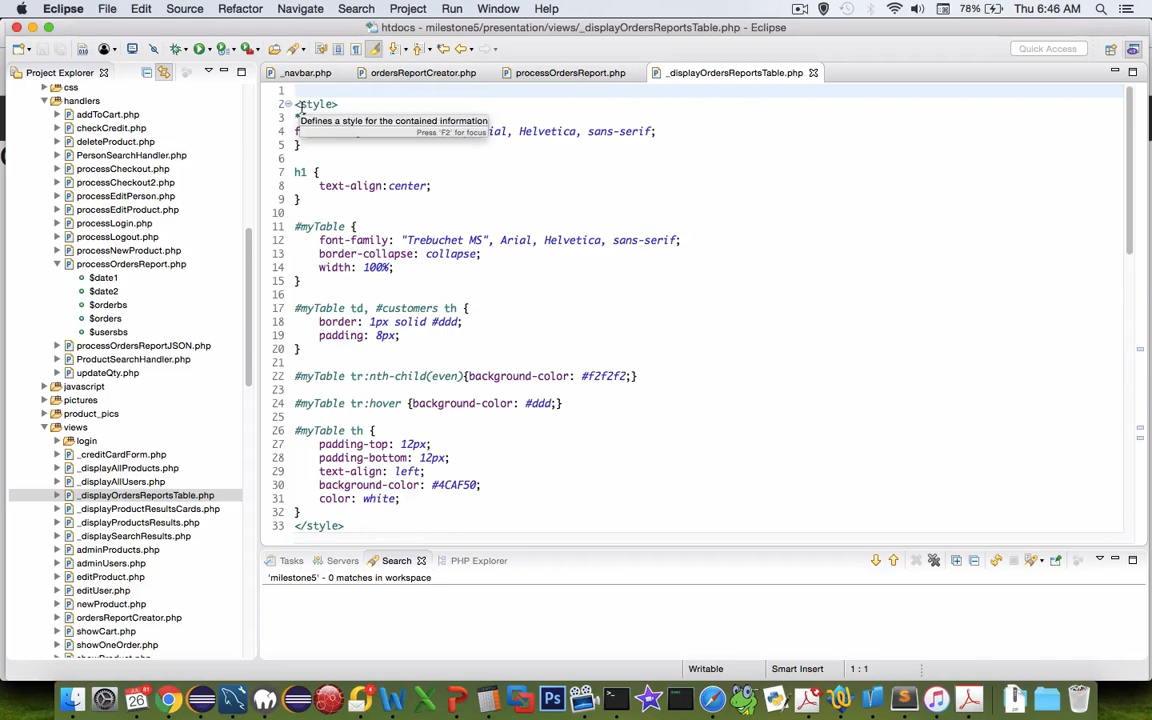 Eclipse File Edit Source Refactor Navigate Search Project Run Window Help 78% Thu 6:46 AM
htdocs - milestone5/presentation/views/_displayOrdersReportsTable.php - Eclipse
Quick Access
Project Explorer
_navbar.php ordersReportCreator.php processOrdersReport.php _displayOrdersReportsTable.php
css
handlers
addToCart.php
checkCredit.php
deleteProduct.php
PersonSearchHandler.php
processCheckout.php
processCheckout2.php
processEditPerson.php
processEditProduct.php
processLogin.php
processLogout.php
processNewProduct.php
processOrdersReport.php
$date1
$date2
$orderbs
$orders
$usersbs
processOrdersReportJSON.php
ProductSearchHandler.php
updateQty.php
javascript
pictures
product_pics
views
login
_creditCardForm.php
_displayAllProducts.php
_displayAllUsers.php
_displayOrdersReportsTable.php
_displayProductResultsCards.php
_displayProductsResults.php
_displaySearchResults.php
adminProducts.php
adminUsers.php
editProduct.php
editUser.php
newProduct.php
ordersReportCreator.php
showCart.php
showOneOrder.php
1
2 <style>
3 *
Defines a style for the contained information
Press 'F2' for focus
4 f ial, Helvetica, sans-serif;
5 }
6
7 h1 {
8 text-align:center;
9 }
10
11 #myTable {
12 font-family: "Trebuchet MS", Arial, Helvetica, sans-serif;
13 border-collapse: collapse;
14 width: 100%;
15 }
16
17 #myTable td, #customers th {
18 border: 1px solid #ddd;
19 padding: 8px;
20 }
21
22 #myTable tr:nth-child(even){background-color: #f2f2f2;}
23
24 #myTable tr:hover {background-color: #ddd;}
25
26 #myTable th {
27 padding-top: 12px;
28 padding-bottom: 12px;
29 text-align: left;
30 background-color: #4CAF50;
31 color: white;
32 }
33 </style>
Tasks Servers Search PHP Explorer
'milestone5' - 0 matches in workspace
Writable Smart Insert 1 : 1